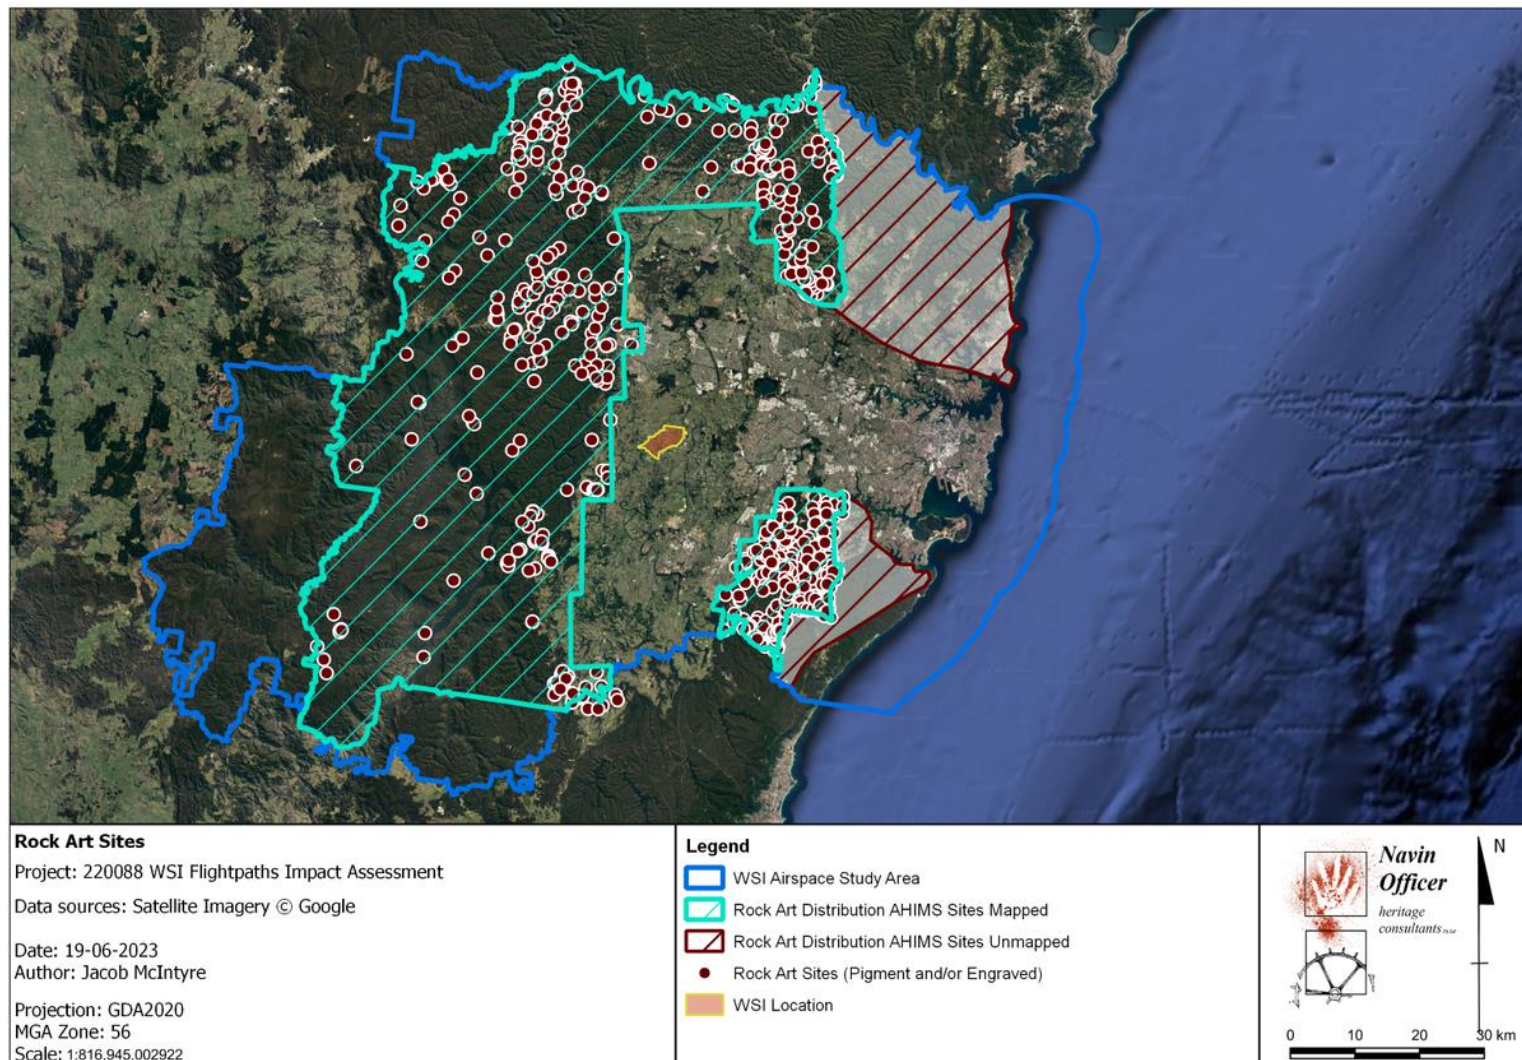 Rock Art Sites
Project: 220088 WSI Flightpaths Impact Assessment
Data sources: Satellite Imagery © Google
Date: 19-06-2023
Author: Jacob McIntyre
Projection: GDA2020
MGA Zone: 56
Scale: 1:816,945.002922
Legend
WSI Airspace Study Area
Rock Art Distribution AHIMS Sites Mapped
Rock Art Distribution AHIMS Sites Unmapped
Rock Art Sites (Pigment and/or Engraved)
WSI Location
Navin
Officer
heritage
consultants
N
0 10 20 30 km